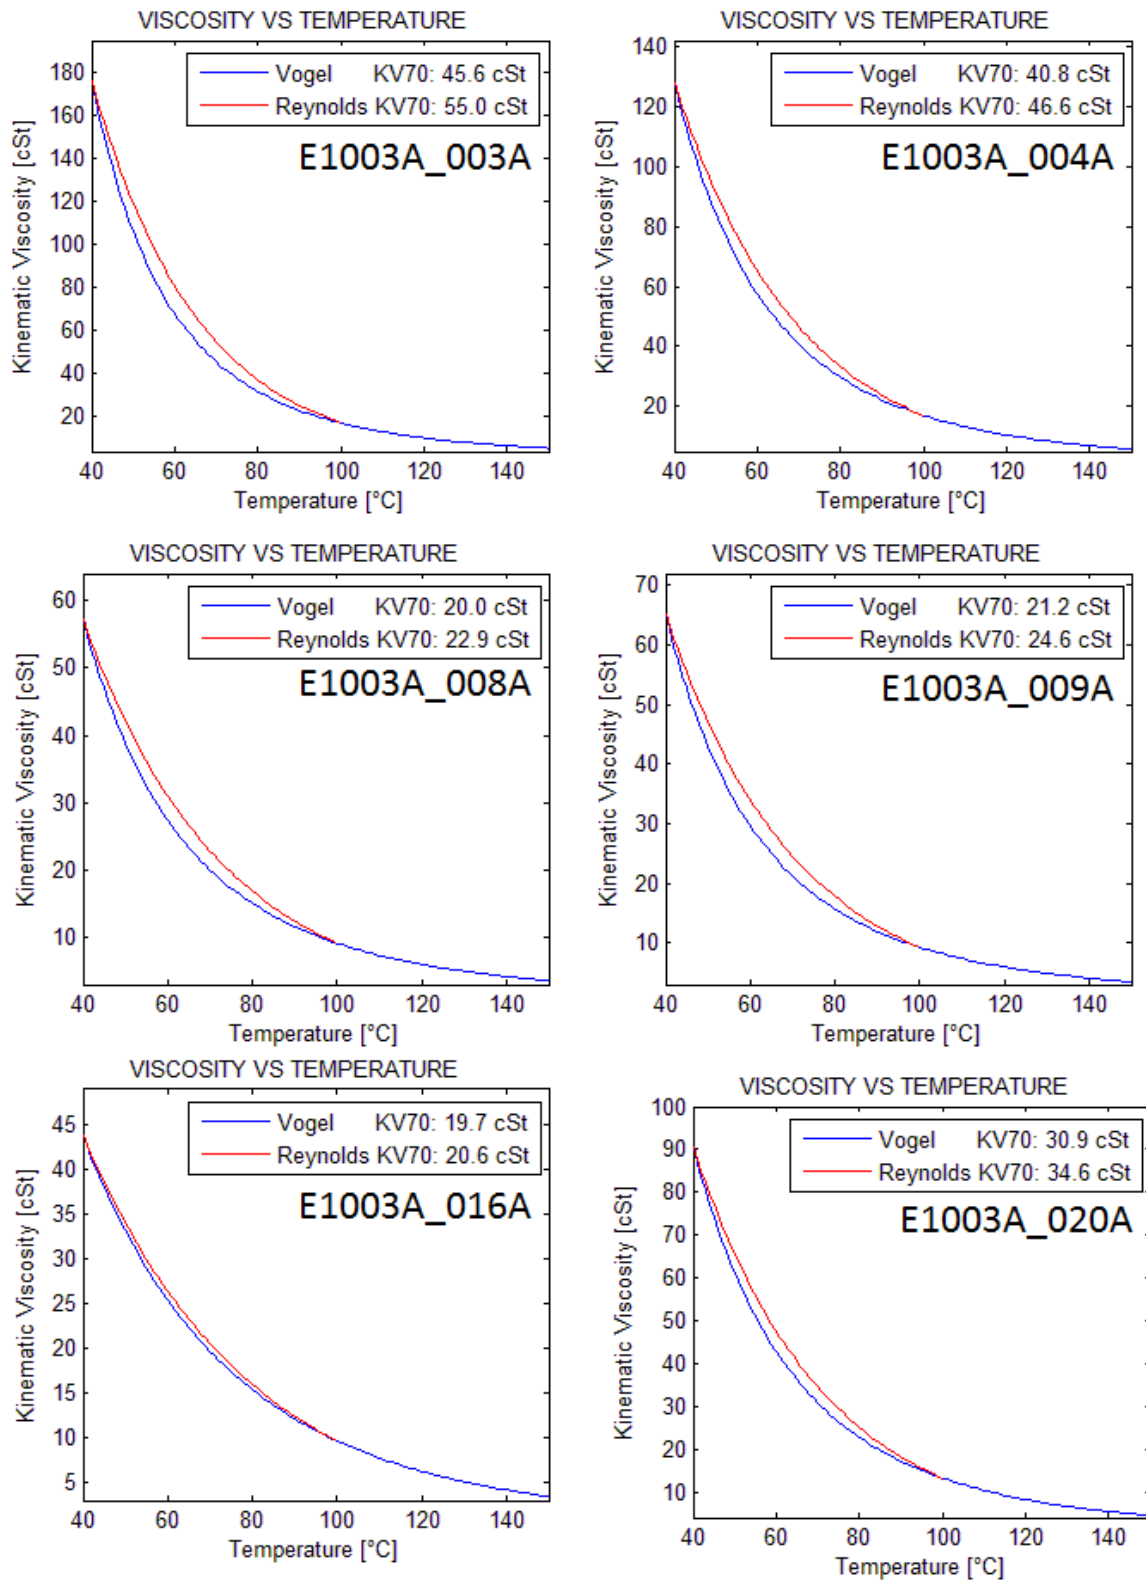 VISCOSITY VS TEMPERATURE
Kinematic Viscosity [cSt]
180
160
140
120
100
80
60
40
20
Vogel KV70: 45.6 cSt
Reynolds KV70: 55.0 cSt
E1003A_003A
40 60 80 100 120 140
Temperature [°C]
VISCOSITY VS TEMPERATURE
Kinematic Viscosity [cSt]
140
120
100
80
60
40
20
Vogel KV70: 40.8 cSt
Reynolds KV70: 46.6 cSt
E1003A_004A
40 60 80 100 120 140
Temperature [°C]
VISCOSITY VS TEMPERATURE
Kinematic Viscosity [cSt]
60
50
40
30
20
10
Vogel KV70: 20.0 cSt
Reynolds KV70: 22.9 cSt
E1003A_008A
40 60 80 100 120 140
Temperature [°C]
VISCOSITY VS TEMPERATURE
Kinematic Viscosity [cSt]
70
60
50
40
30
20
10
Vogel KV70: 21.2 cSt
Reynolds KV70: 24.6 cSt
E1003A_009A
40 60 80 100 120 140
Temperature [°C]
VISCOSITY VS TEMPERATURE
Kinematic Viscosity [cSt]
45
40
35
30
25
20
15
10
5
Vogel KV70: 19.7 cSt
Reynolds KV70: 20.6 cSt
E1003A_016A
40 60 80 100 120 140
Temperature [°C]
VISCOSITY VS TEMPERATURE
Kinematic Viscosity [cSt]
100
90
80
70
60
50
40
30
20
10
Vogel KV70: 30.9 cSt
Reynolds KV70: 34.6 cSt
E1003A_020A
40 60 80 100 120 140
Temperature [°C]